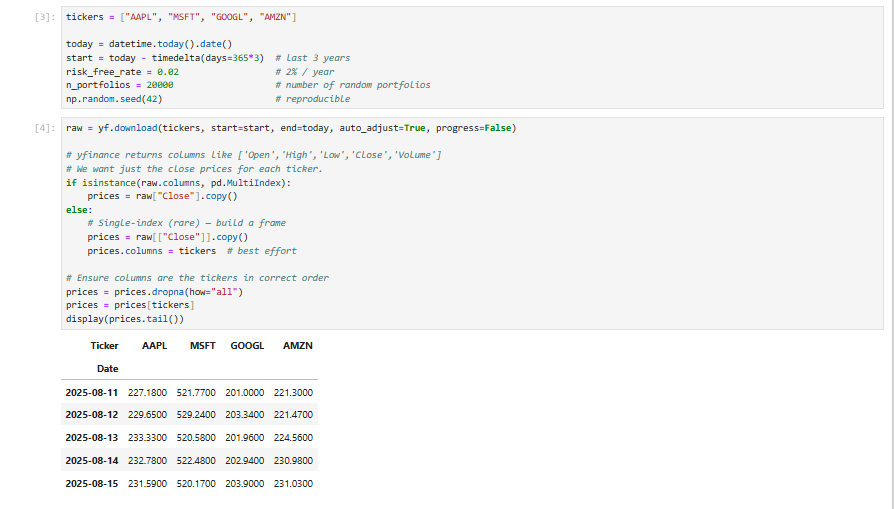 [3]: tickers = ["AAPL", "MSFT", "GOOGL", "AMZN"]
today = datetime.today().date()
start = today - timedelta(days=365*3)  # last 3 years
risk_free_rate = 0.02                  # 2% / year
n_portfolios = 20000                   # number of random portfolios
np.random.seed(42)                     # reproducible
[4]: raw = yf.download(tickers, start=start, end=today, auto_adjust=True, progress=False)
# yfinance returns columns like ['Open','High','Low','Close','Volume']
# We want just the close prices for each ticker.
if isinstance(raw.columns, pd.MultiIndex):
    prices = raw["Close"].copy()
else:
    # Single-index (rare) — build a frame
    prices = raw[["Close"]].copy()
    prices.columns = tickers  # best effort
# Ensure columns are the tickers in correct order
prices = prices.dropna(how="all")
prices = prices[tickers]
display(prices.tail())
Ticker AAPL MSFT GOOGL AMZN
Date
2025-08-11 227.1800 521.7700 201.0000 221.3000
2025-08-12 229.6500 529.2400 203.3400 221.4700
2025-08-13 233.3300 520.5800 201.9600 224.5600
2025-08-14 232.7800 522.4800 202.9400 230.9800
2025-08-15 231.5900 520.1700 203.9000 231.0300